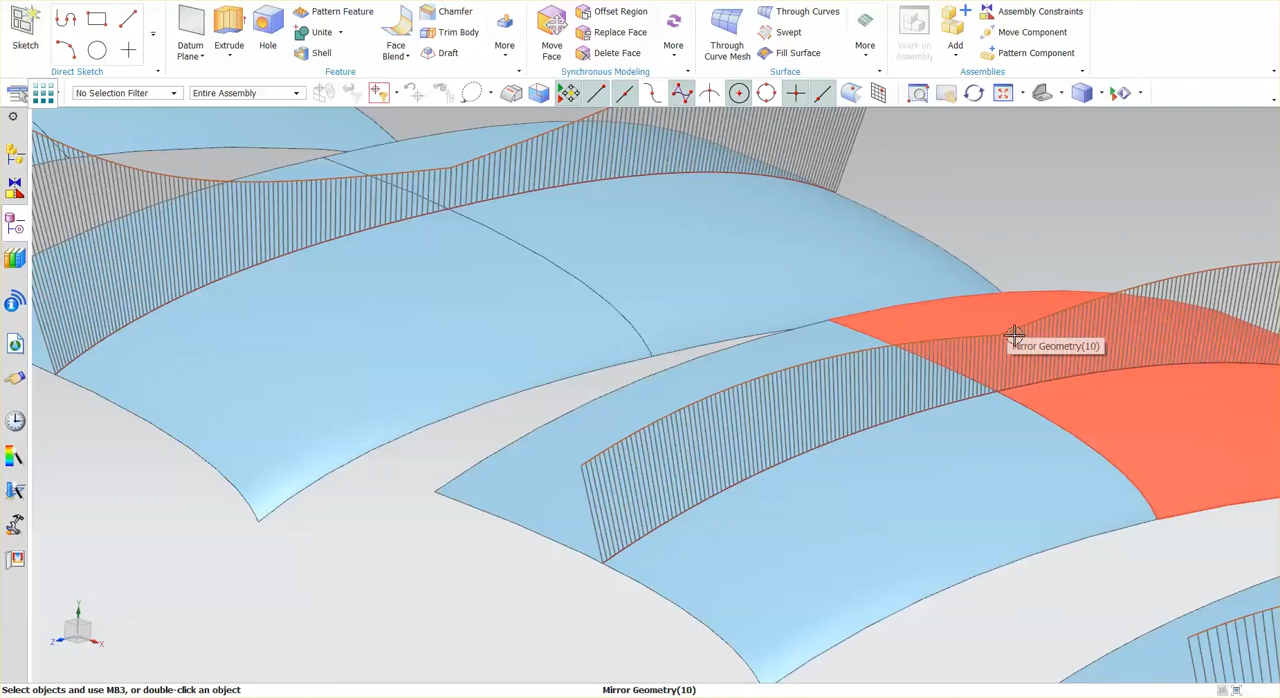 Sketch
Direct Sketch
Datum
Plane
Extrude
Hole
Pattern Feature
Unite
Shell
Chamfer
Trim Body
Draft
Face
Blend
More
Feature
Move
Face
Offset Region
Replace Face
Delete Face
More
Synchronous Modeling
Through
Curve Mesh
Through Curves
Swept
Fill Surface
More
Surface
Work on
Assembly
Add
Assembly Constraints
Move Component
Pattern Component
Assemblies
No Selection Filter
Entire Assembly
Mirror Geometry(10)
Y
Z
X
Select objects and use MB3, or double-click an object
Mirror Geometry(10)